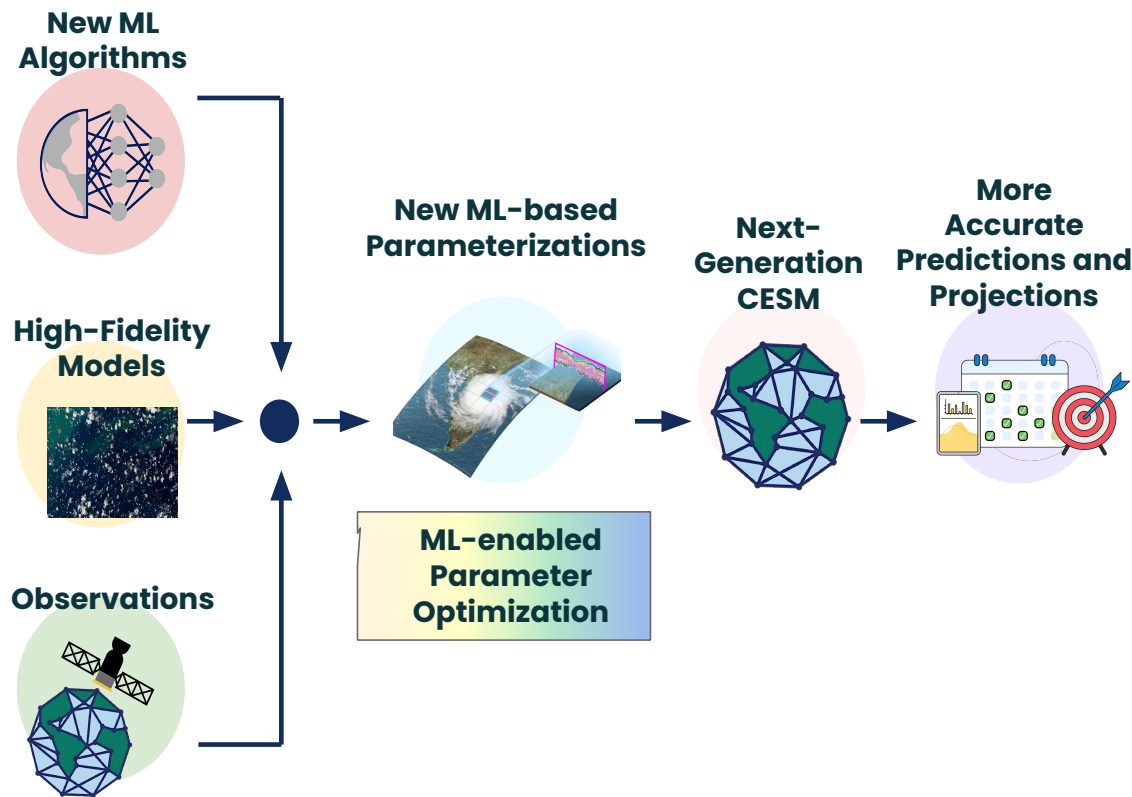 New ML
Algorithms
High-Fidelity
Models
Observations
New ML-based
Parameterizations
ML-enabled
Parameter
Optimization
Next-
Generation
CESM
More
Accurate
Predictions and
Projections